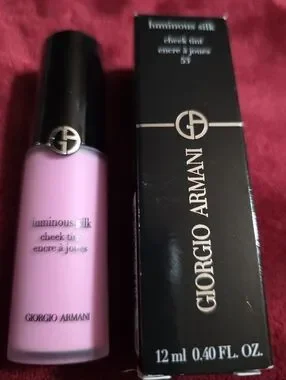 luminous silk
cheek tint
encre à joues
GIORGIO ARMANI
luminous silk
cheek tint
encre à joues
GIORGIO ARMANI
12 ml 0.40 FL. OZ.